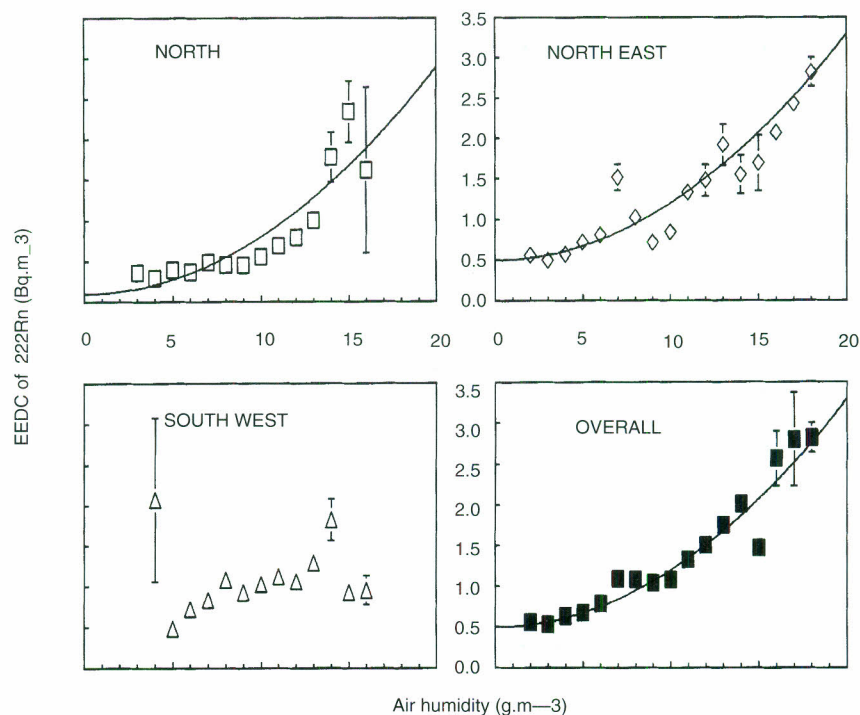 NORTH
NORTH EAST
3.5
3.0
2.5
2.0
1.5
1.0
0.5
0.0
0 5 10 15 20
0 5 10 15 20
EEDC of 222Rn (Bq.m_3)
SOUTH WEST
OVERALL
3.5
3.0
2.5
2.0
1.5
1.0
0.5
0.0
Air humidity (g.m—3)